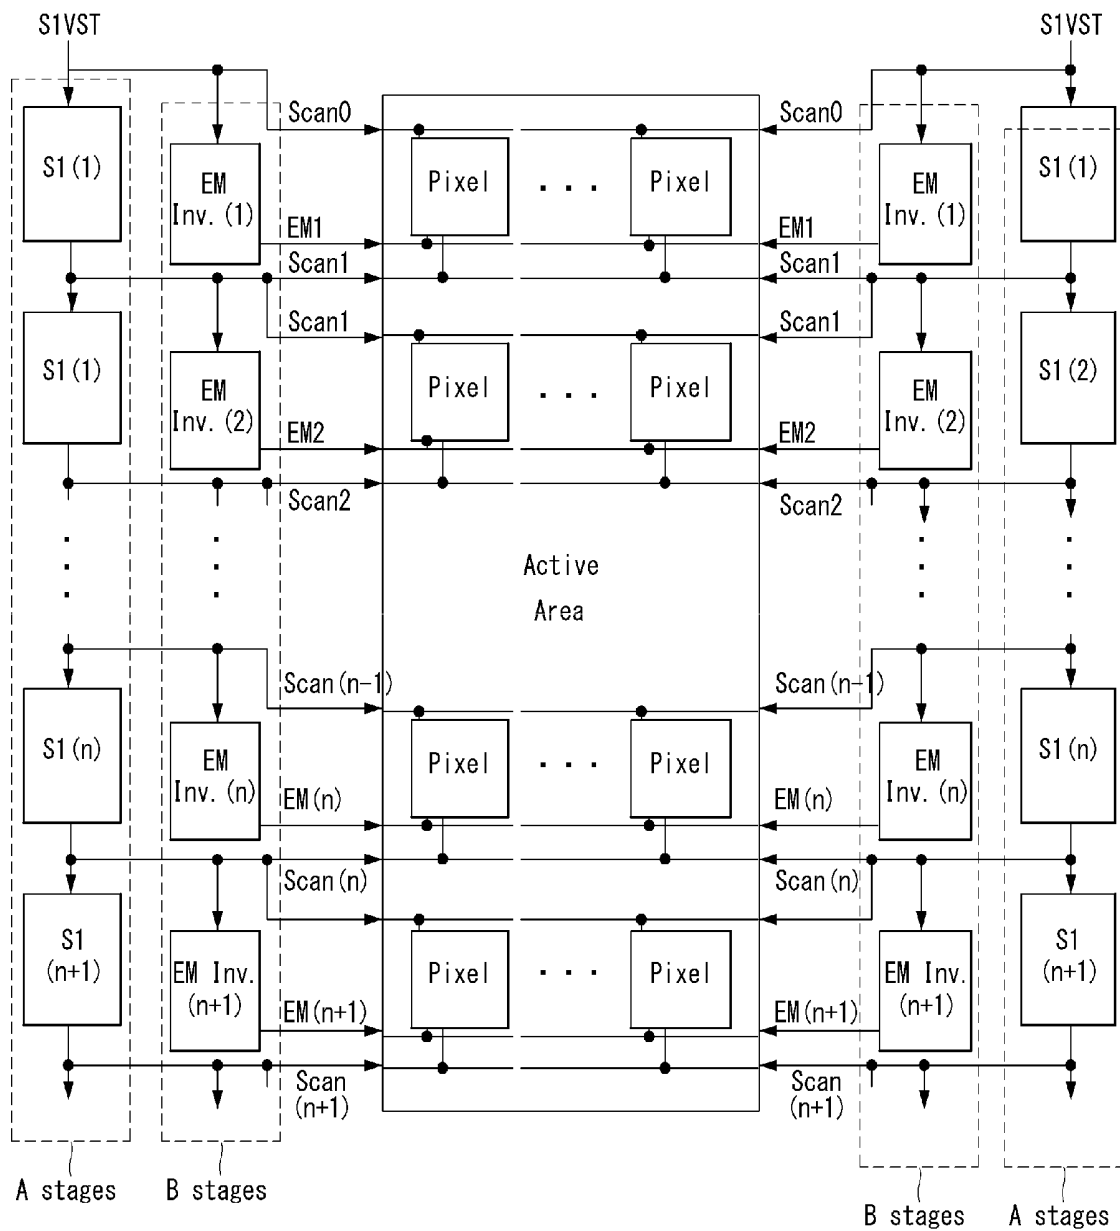 S1VST
S1VST
Scan0
Scan0
S1(1)
EM
Inv.(1)
Pixel
. . .
Pixel
EM
Inv.(1)
S1(1)
EM1
EM1
Scan1
Scan1
Scan1
Scan1
S1(1)
EM
Inv.(2)
Pixel
. . .
Pixel
EM
Inv.(2)
S1(2)
EM2
EM2
Scan2
Scan2
Active
Area
Scan(n-1)
Scan(n-1)
S1(n)
EM
Inv.(n)
Pixel
. . .
Pixel
EM
Inv.(n)
S1(n)
EM(n)
EM(n)
Scan(n)
Scan(n)
S1
(n+1)
EM Inv.
(n+1)
Pixel
. . .
Pixel
EM Inv.
(n+1)
S1
(n+1)
EM(n+1)
EM(n+1)
Scan
(n+1)
Scan
(n+1)
A stages
B stages
B stages
A stages